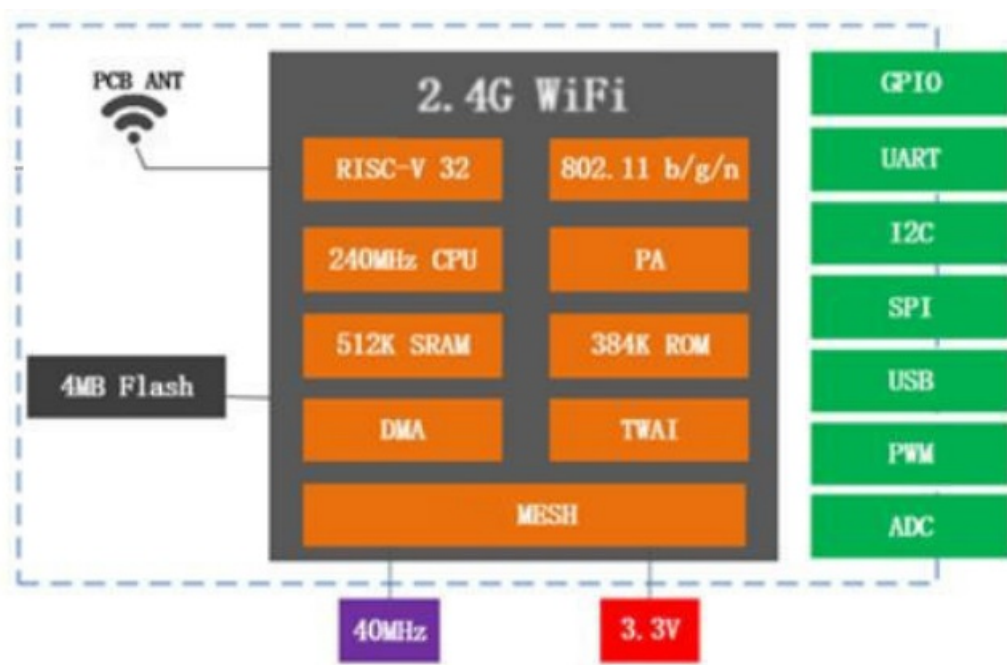 PCB ANT
2.4G WiFi
RISC-V 32
802.11 b/g/n
240MHz CPU
PA
512K SRAM
384K ROM
4MB Flash
DMA
TWAI
MESH
GPIO
UART
I2C
SPI
USB
PWM
ADC
40MHz
3.3V